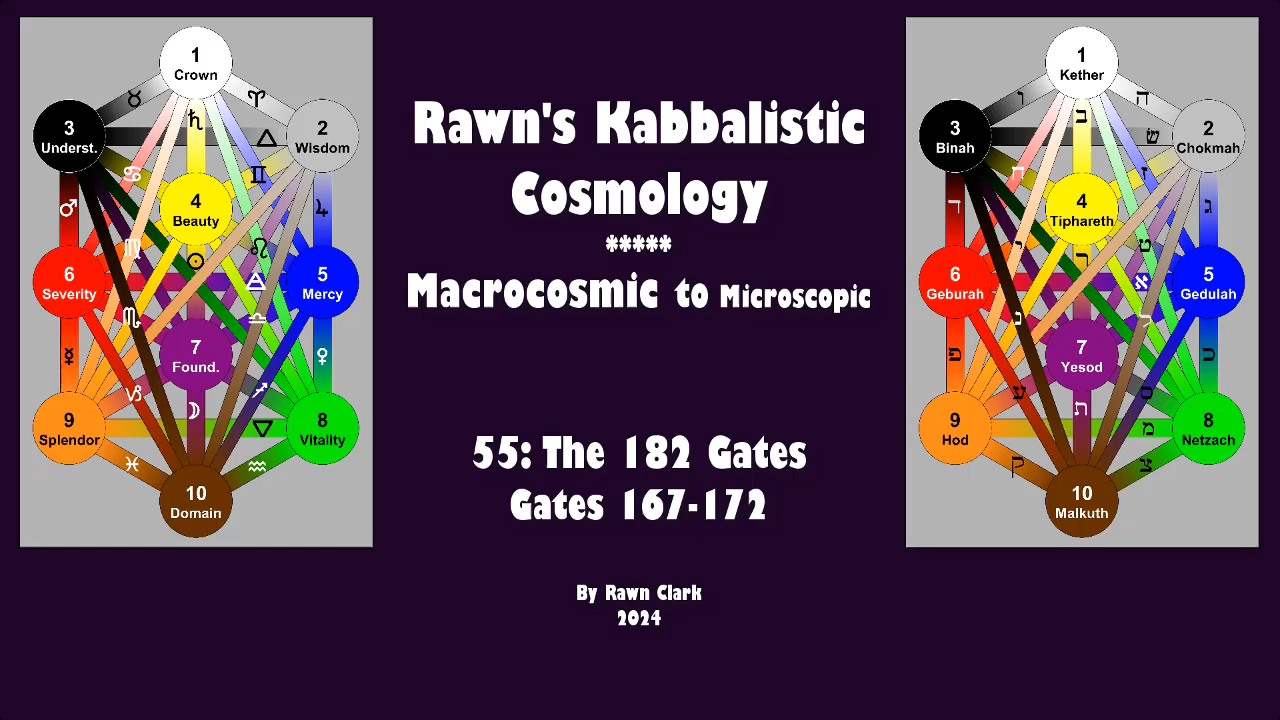 1
Crown
♉ ♈
3
Underst.
♄
△
2
Wisdom
♋ ♊
♂
4
Beauty
♃
♍ ☉ ♌
6
Severity
5
Mercy
♏ ♎
☿
7
Found.
♀
♑ ☽ ♐
9
Splendor
▽
8
Vitality
♓ ♒
10
Domain
Rawn's Kabbalistic
Cosmology
*****
Macrocosmic to Microscopic
55: The 182 Gates
Gates 167-172
By Rawn Clark
2024
1
Kether
ו ה
3
Binah
ב
ש
2
Chokmah
ח ז
4
Tiphareth
ג
י ט
6
Geburah
א
5
Gedulah
נ
פ
7
Yesod
ע ת ס
9
Hod
מ
8
Netzach
ק צ
10
Malkuth